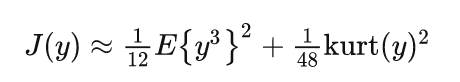 J(y) ≈ 1/12 E{y³}² + 1/48 kurt(y)²